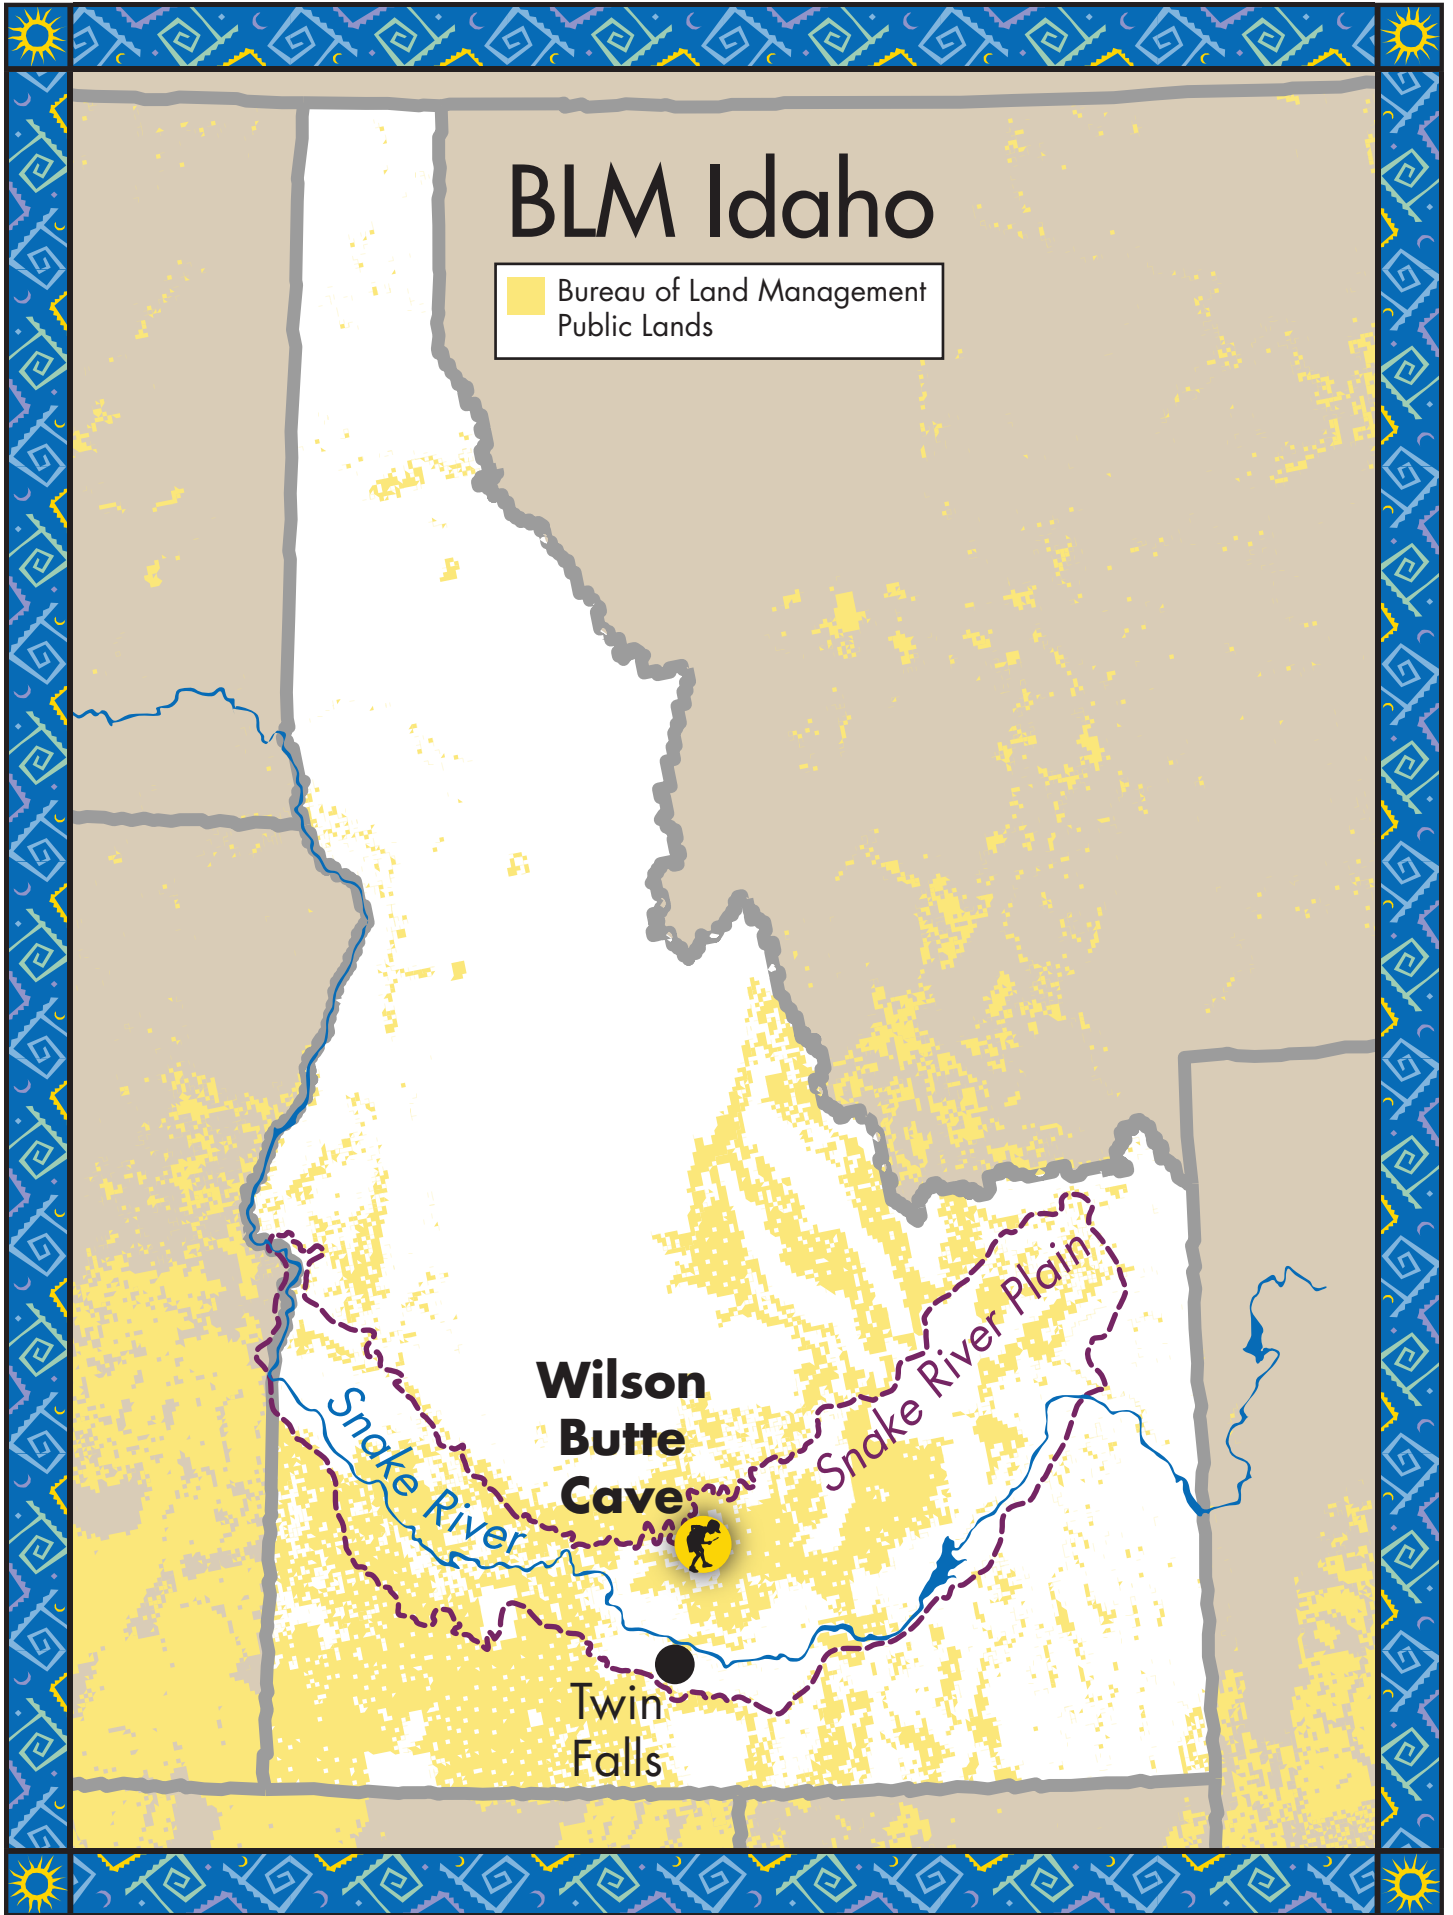 BLM Idaho
Bureau of Land Management
Public Lands
Snake River Plain
Wilson
Butte
Cave
Snake River
Twin
Falls